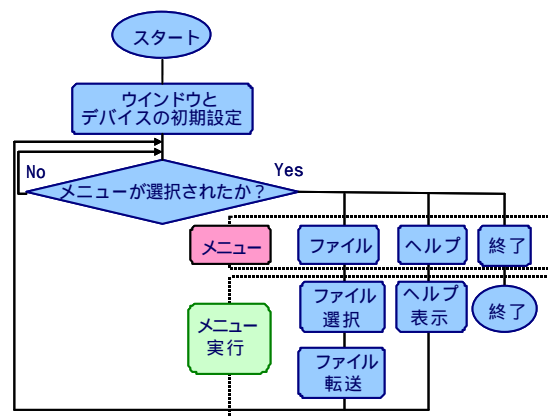 スタート
ウインドウと
デバイスの初期設定
No
Yes
メニューが選択されたか？
メニュー
ファイル
ヘルプ
終了
ファイル
選択
ヘルプ
表示
終了
メニュー
実行
ファイル
転送